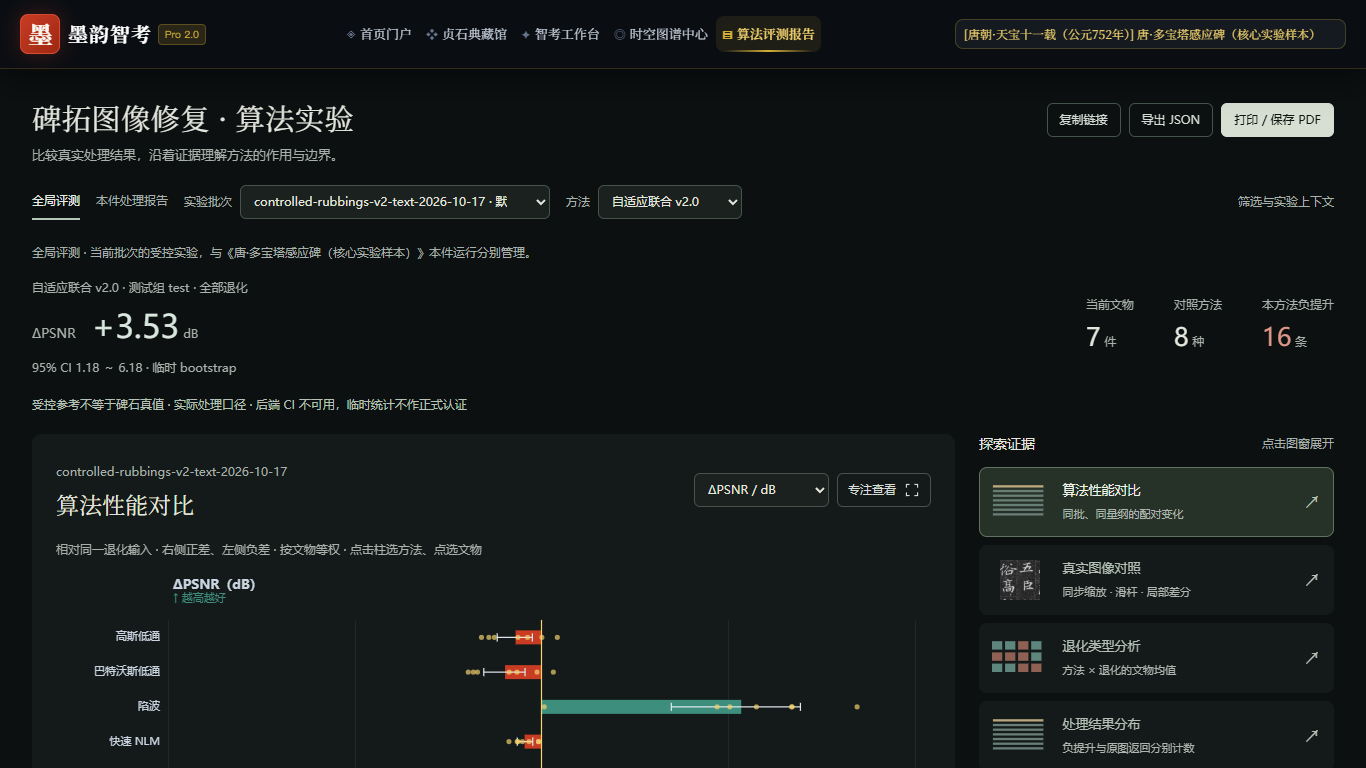 墨 墨韵智考 Pro 2.0 首页门户 贞石典藏馆 智考工作台 时空图谱中心 算法评测报告 [唐朝·天宝十一载（公元752年）] 唐·多宝塔感应碑（核心实验样本）
碑拓图像修复 · 算法实验
复制链接 导出 JSON 打印 / 保存 PDF
比较真实处理结果，沿着证据理解方法的作用与边界。
全局评测 本件处理报告 实验批次 controlled-rubbings-v2-text-2026-10-17 · 默 方法 自适应联合 v2.0 筛选与实验上下文
全局评测 · 当前批次的受控实验，与《唐·多宝塔感应碑（核心实验样本）》本件运行分别管理。
自适应联合 v2.0 · 测试组 test · 全部退化
ΔPSNR +3.53 dB
95% CI 1.18 ~ 6.18 · 临时 bootstrap
当前文物 对照方法 本方法负提升
7 件 8 种 16 条
受控参考不等于碑石真值 · 实际处理口径 · 后端 CI 不可用，临时统计不作正式认证
controlled-rubbings-v2-text-2026-10-17
算法性能对比
ΔPSNR / dB 专注查看
相对同一退化输入 · 右侧正差、左侧负差 · 按文物等权 · 点击柱选方法、点选文物
ΔPSNR (dB)
↑ 越高越好
高斯低通
巴特沃斯低通
陷波
快速 NLM
探索证据 点击图窗展开
算法性能对比
同批、同量纲的配对变化
俗 五
高 臣
真实图像对照
同步缩放 · 滑杆 · 局部差分
退化类型分析
方法 × 退化的文物均值
处理结果分布
负提升与原图返回分别计数